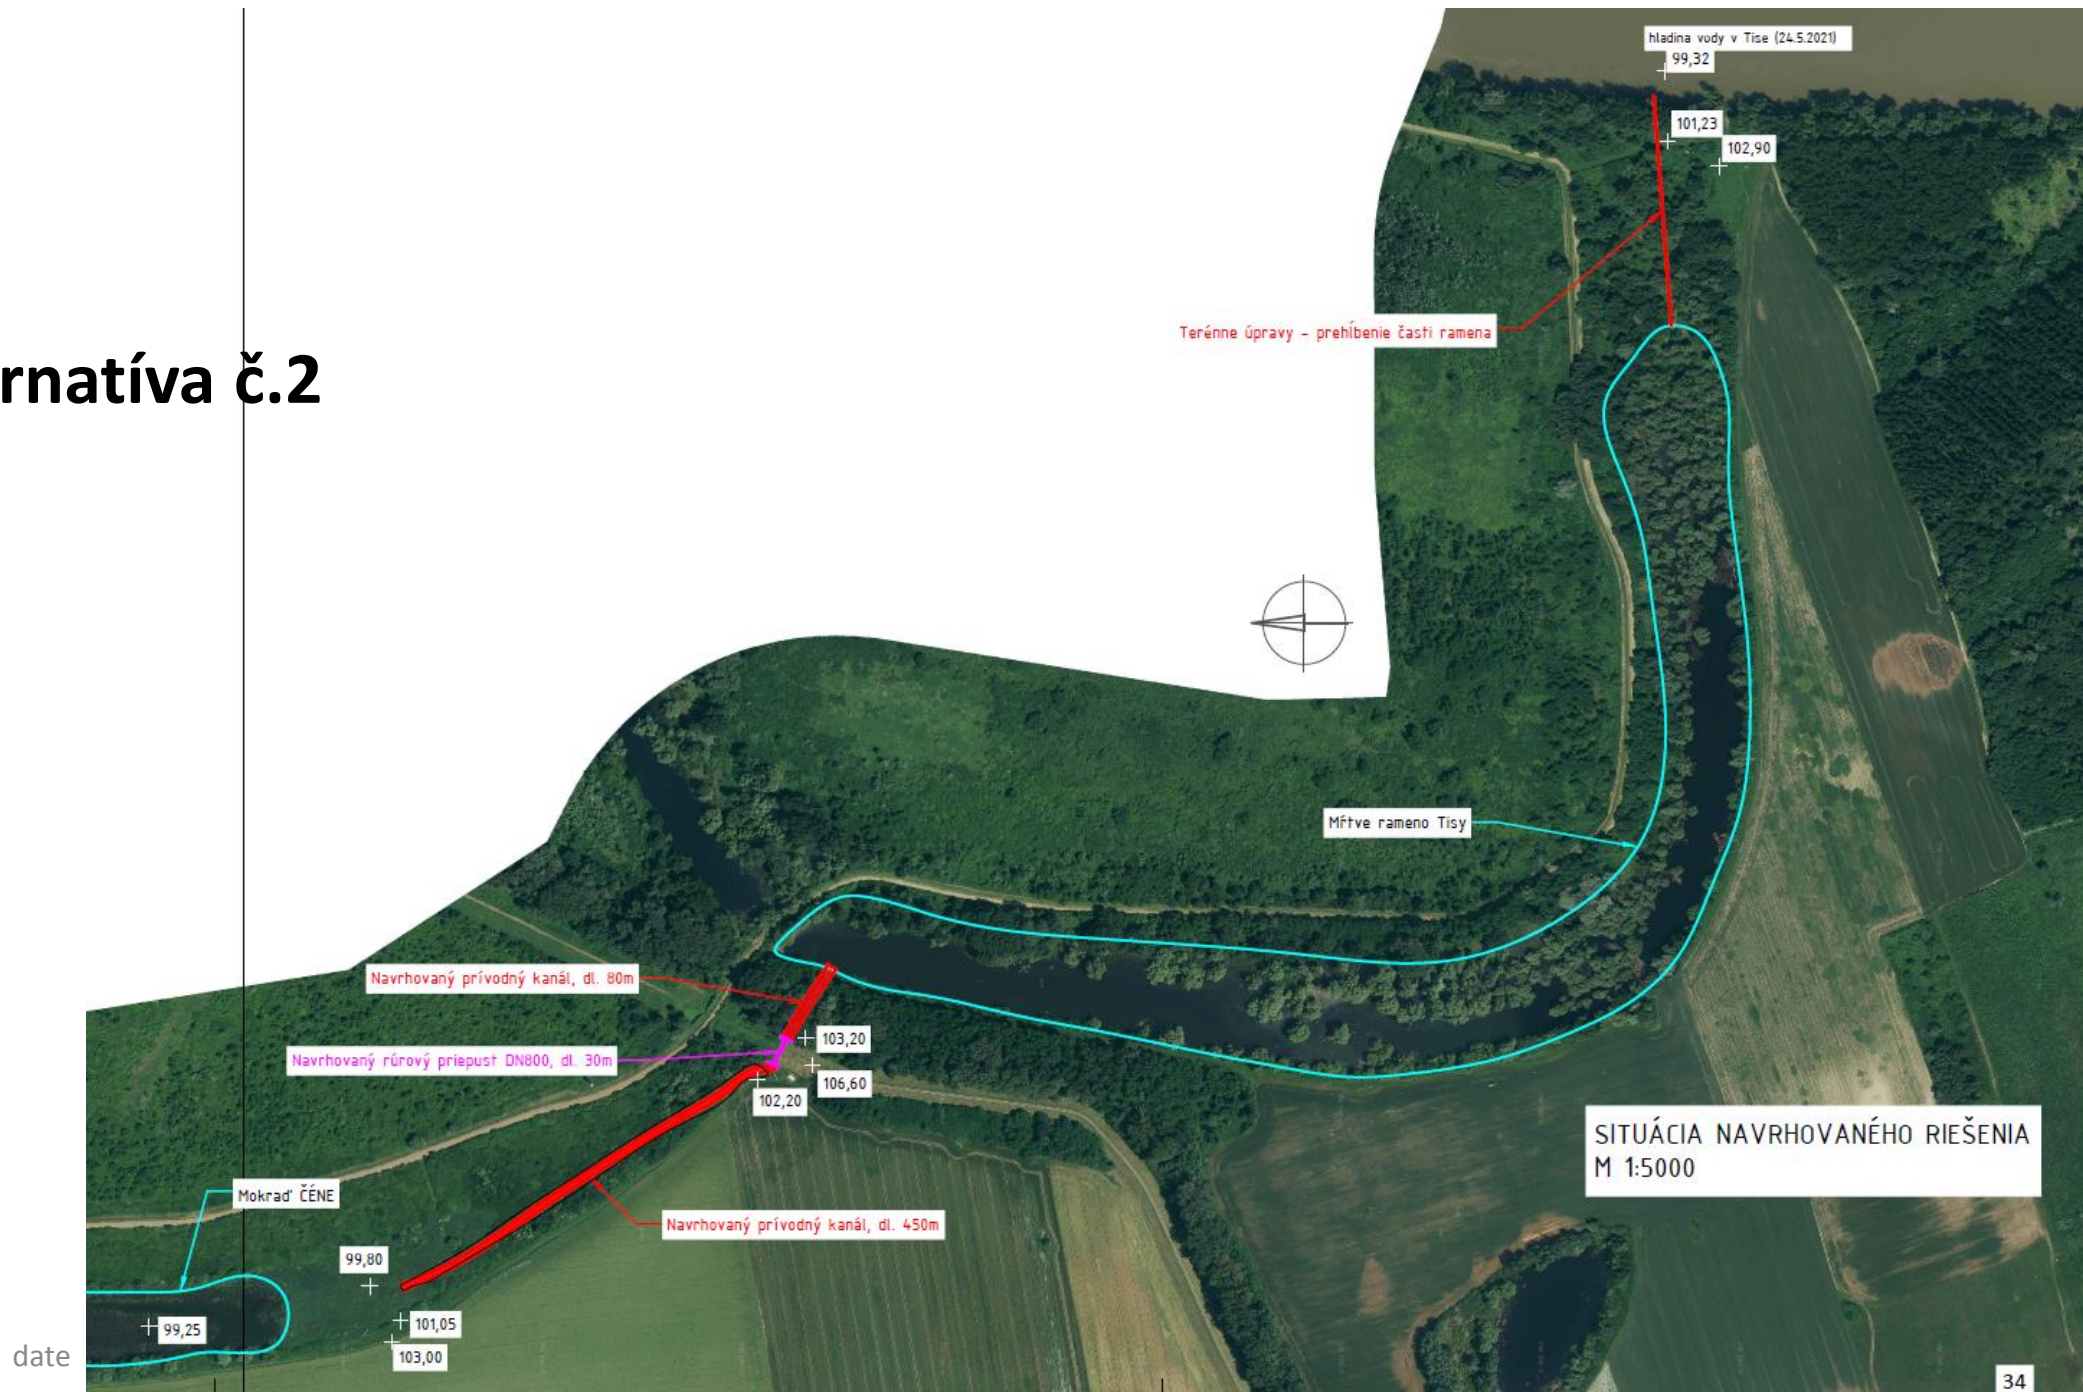 hladina vody v Tise (24.5.2021)
99,32
101,23
102,90
Terénne úpravy - prehĺbenie časti ramena
rnatíva č.2
Mŕtve rameno Tisy
Navrhovaný prívodný kanál, dl. 80m
103,20
Navrhovaný rúrový priepust DN800, dl. 30m
106,60
102,20
SITUÁCIA NAVRHOVANÉHO RIEŠENIA
M 1:5000
Mokraď ČÉNE
Navrhovaný prívodný kanál, dl. 450m
99,80
99,25
101,05
103,00
date
34